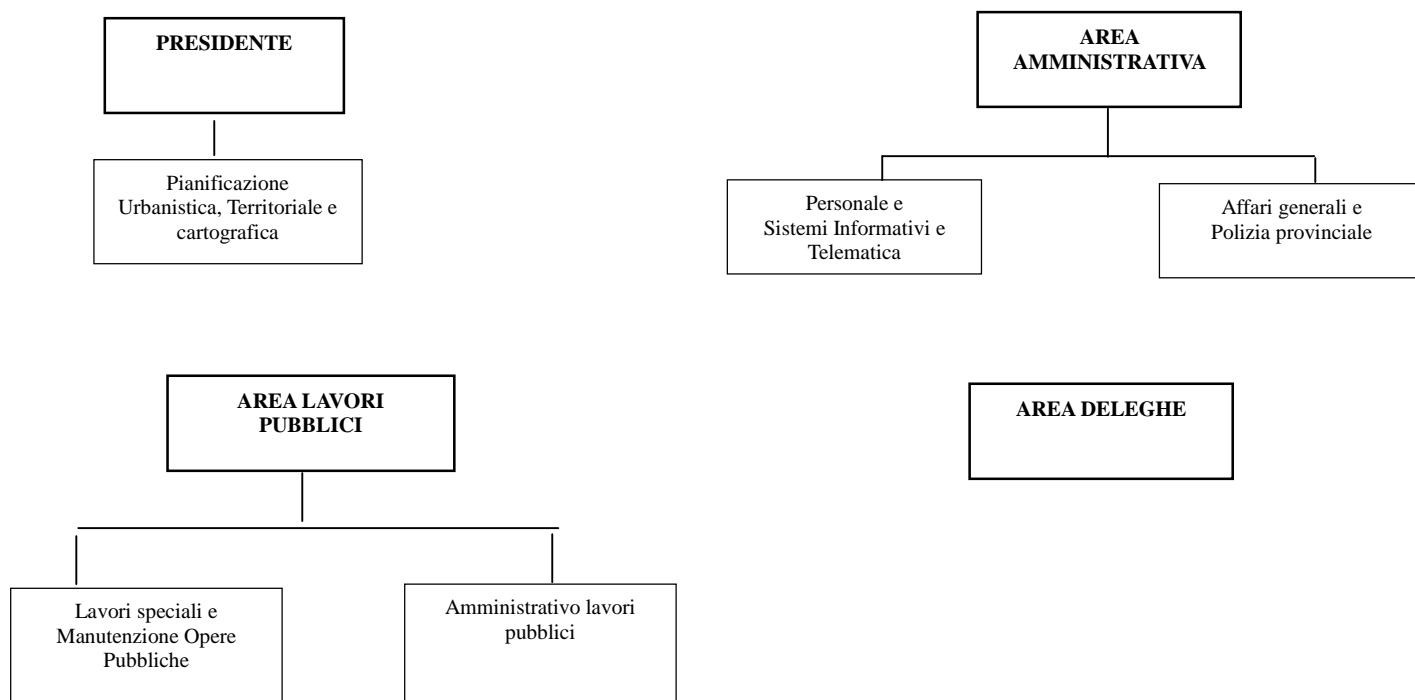 PRESIDENTE
Pianificazione
Urbanistica, Territoriale e
cartografica
AREA
AMMINISTRATIVA
Personale e
Sistemi Informativi e
Telematica
Affari generali e
Polizia provinciale
AREA LAVORI
PUBBLICI
Lavori speciali e
Manutenzione Opere
Pubbliche
Amministrativo lavori
pubblici
AREA DELEGHE